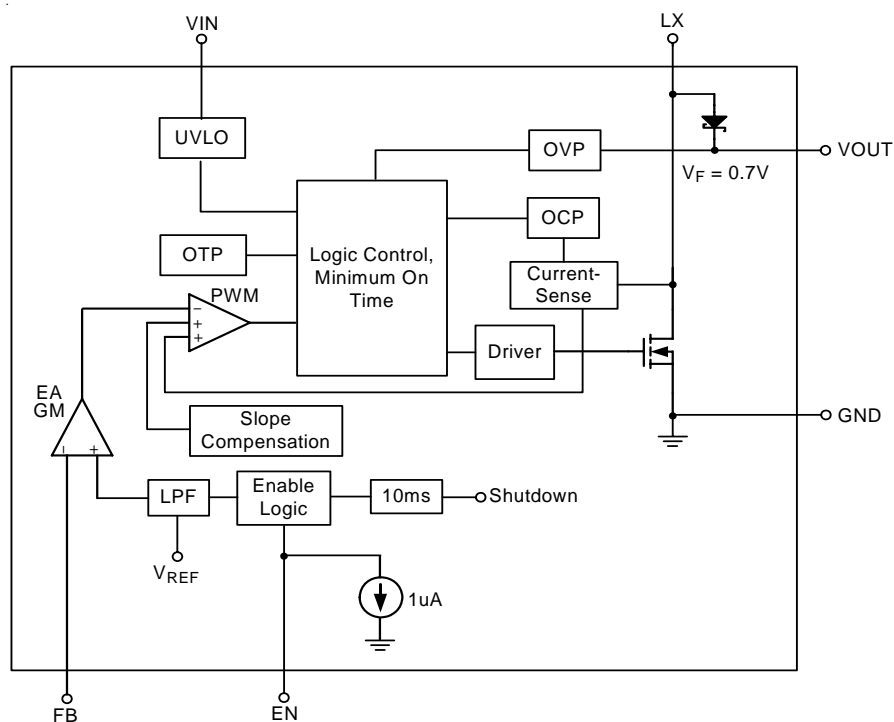 VIN
LX
UVLO
OVP
VOUT
VF = 0.7V
OCP
OTP
Logic Control,
Minimum On
Time
Current-
Sense
PWM
−
+
+
Driver
EA
GM
− +
Slope
Compensation
GND
LPF
Enable
Logic
10ms
Shutdown
VREF
1uA
FB
EN